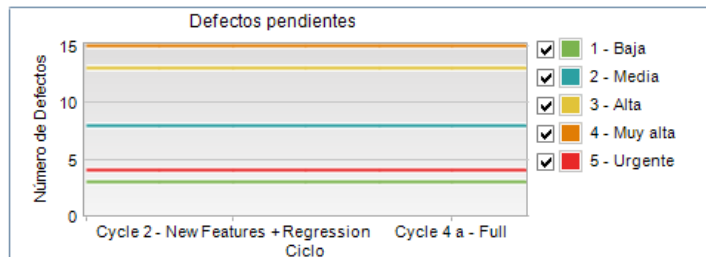 Defectos pendientes
Número de Defectos
15
10
5
0
Cycle 2 - New Features + Regression
Cycle 4 a - Full
Ciclo
1 - Baja
2 - Media
3 - Alta
4 - Muy alta
5 - Urgente